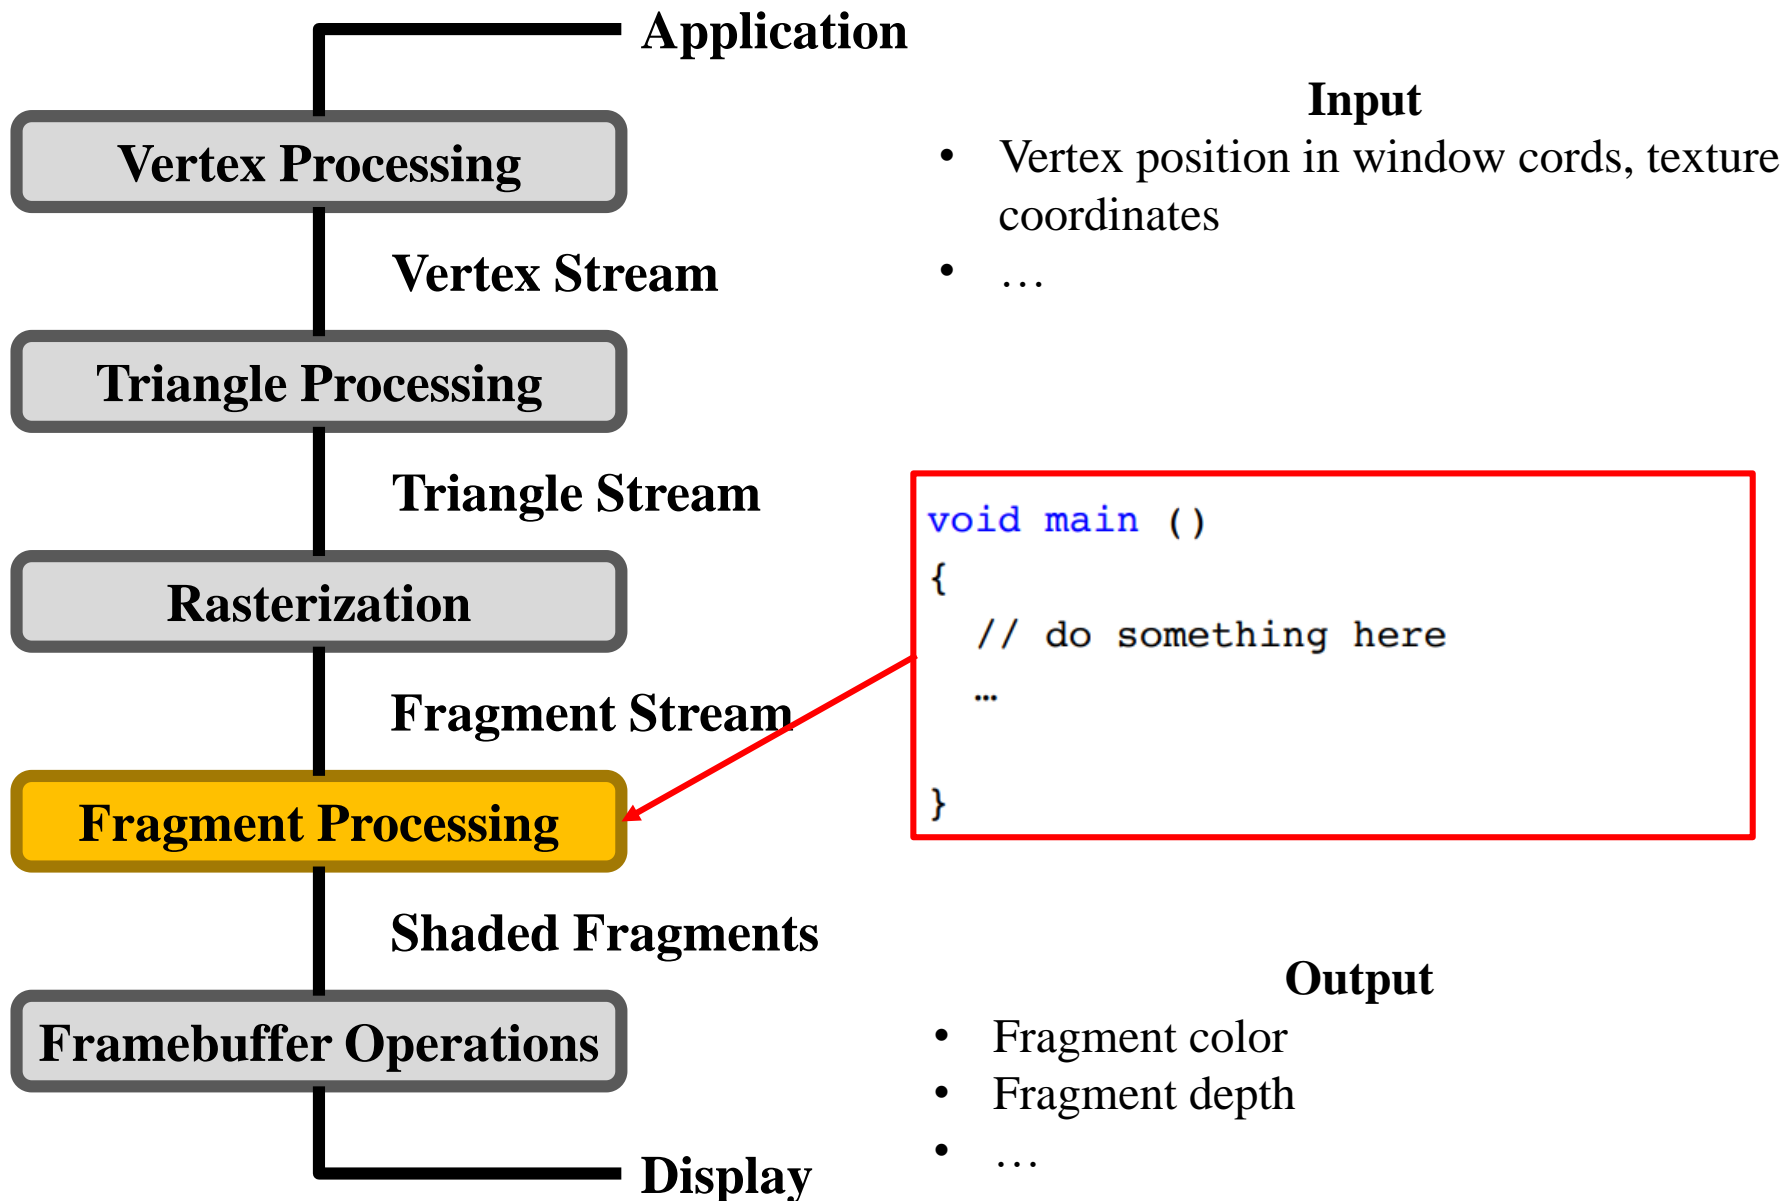 Application
Vertex Processing
Vertex Stream
Triangle Processing
Triangle Stream
Rasterization
Fragment Stream
Fragment Processing
Shaded Fragments
Framebuffer Operations
Display
Input
• Vertex position in window cords, texture
coordinates
• …
void main ()
{
// do something here
…
}
Output
• Fragment color
• Fragment depth
• …